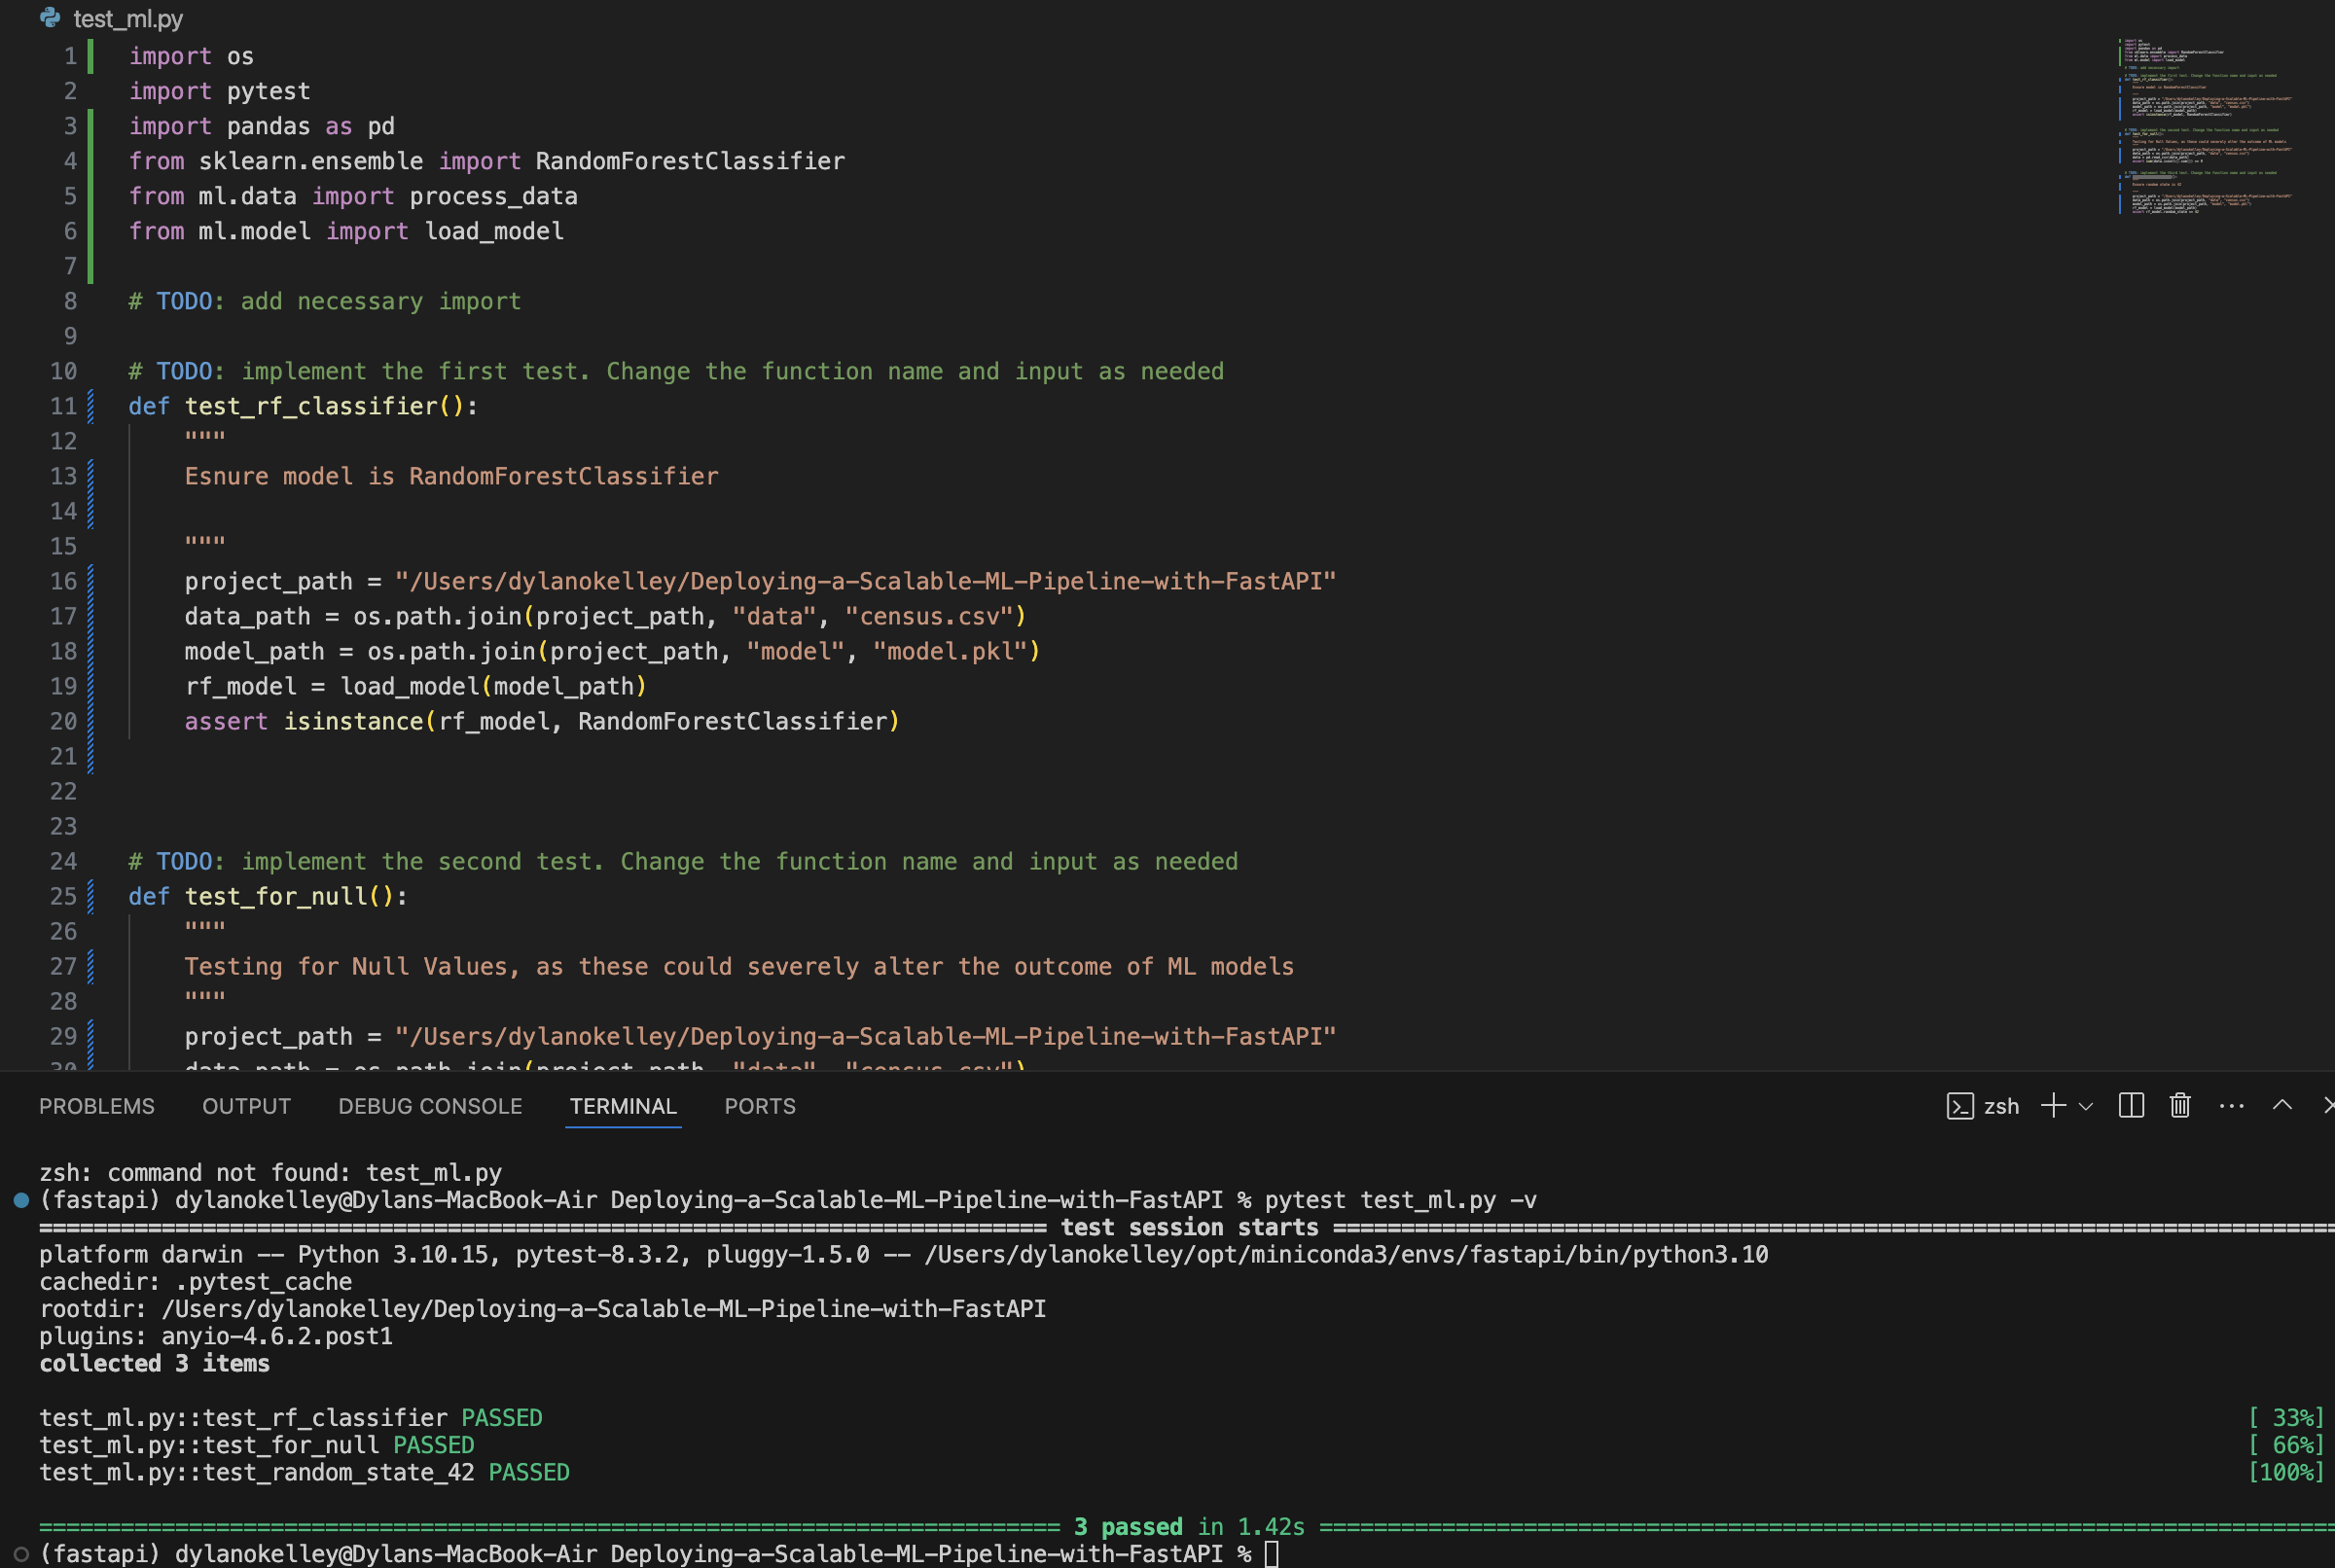 test_ml.py
1 import os
2 import pytest
3 import pandas as pd
4 from sklearn.ensemble import RandomForestClassifier
5 from ml.data import process_data
6 from ml.model import load_model
7
8 # TODO: add necessary import
9
10 # TODO: implement the first test. Change the function name and input as needed
11 def test_rf_classifier():
12 """
13 Esnure model is RandomForestClassifier
14
15 """
16 project_path = "/Users/dylanokelley/Deploying-a-Scalable-ML-Pipeline-with-FastAPI"
17 data_path = os.path.join(project_path, "data", "census.csv")
18 model_path = os.path.join(project_path, "model", "model.pkl")
19 rf_model = load_model(model_path)
20 assert isinstance(rf_model, RandomForestClassifier)
21
22
23
24 # TODO: implement the second test. Change the function name and input as needed
25 def test_for_null():
26 """
27 Testing for Null Values, as these could severely alter the outcome of ML models
28 """
29 project_path = "/Users/dylanokelley/Deploying-a-Scalable-ML-Pipeline-with-FastAPI"
30 data_path = os.path.join(project_path, "data", "census.csv")
PROBLEMS OUTPUT DEBUG CONSOLE TERMINAL PORTS zsh
zsh: command not found: test_ml.py
(fastapi) dylanokelley@Dylans-MacBook-Air Deploying-a-Scalable-ML-Pipeline-with-FastAPI % pytest test_ml.py -v
=========================== test session starts ===========================
platform darwin -- Python 3.10.15, pytest-8.3.2, pluggy-1.5.0 -- /Users/dylanokelley/opt/miniconda3/envs/fastapi/bin/python3.10
cachedir: .pytest_cache
rootdir: /Users/dylanokelley/Deploying-a-Scalable-ML-Pipeline-with-FastAPI
plugins: anyio-4.6.2.post1
collected 3 items
test_ml.py::test_rf_classifier PASSED [ 33%]
test_ml.py::test_for_null PASSED [ 66%]
test_ml.py::test_random_state_42 PASSED [100%]
=========================== 3 passed in 1.42s ===========================
(fastapi) dylanokelley@Dylans-MacBook-Air Deploying-a-Scalable-ML-Pipeline-with-FastAPI %